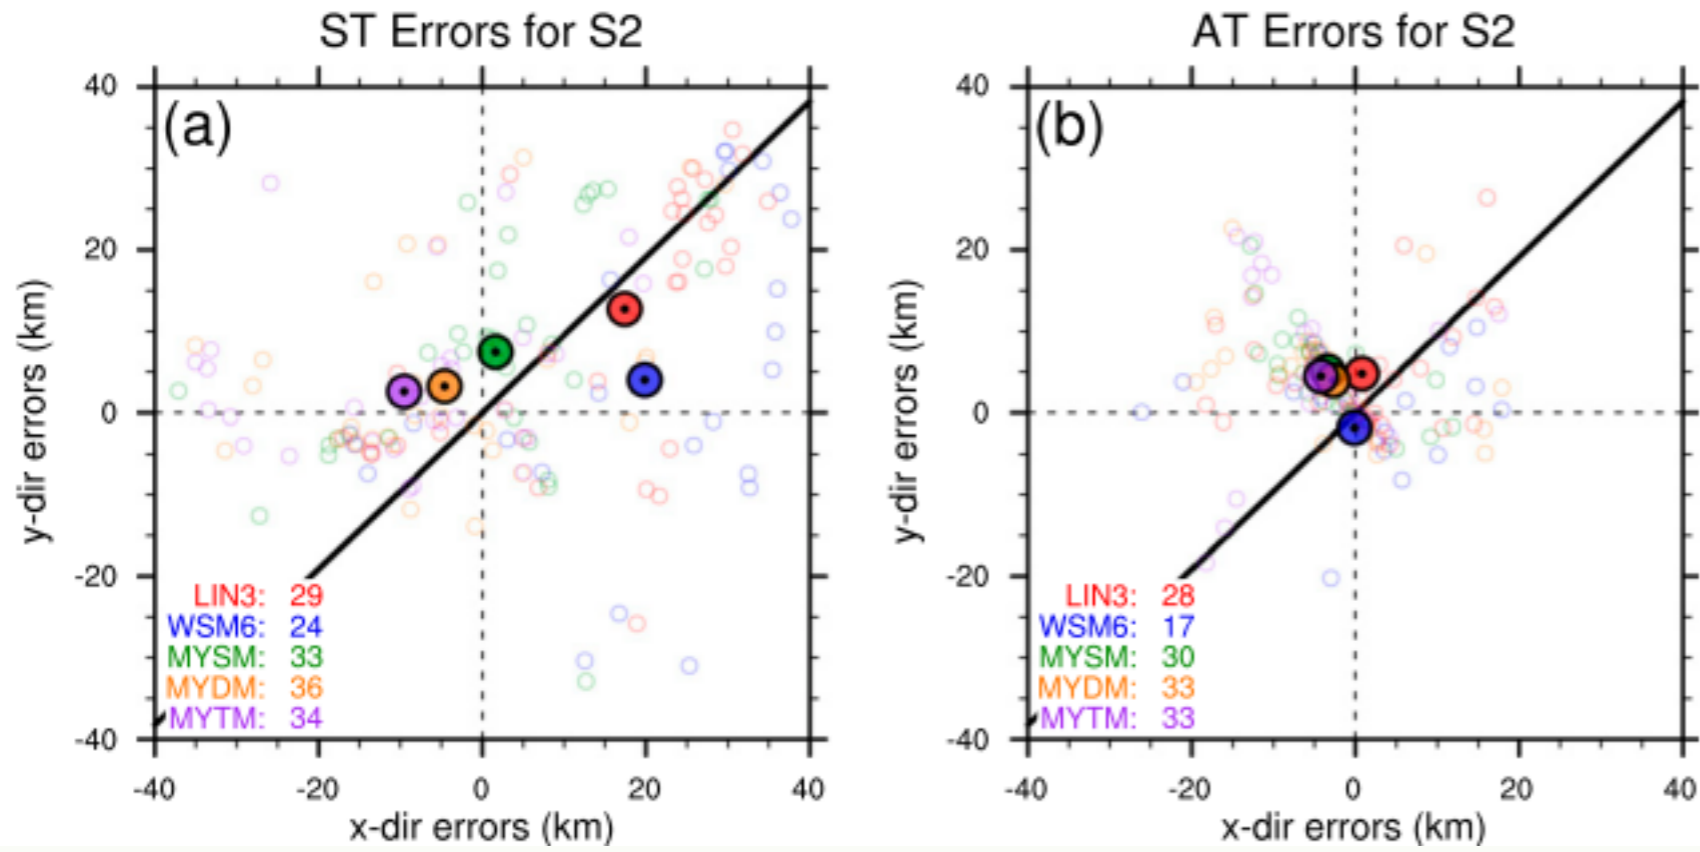 ST Errors for S2
(a)
40
20
0
-20
-40
y-dir errors (km)
LIN3: 29
WSM6: 24
MYSM: 33
MYDM: 36
MYTM: 34
-40 -20 0 20 40
x-dir errors (km)
AT Errors for S2
(b)
40
20
0
-20
-40
y-dir errors (km)
LIN3: 28
WSM6: 17
MYSM: 30
MYDM: 33
MYTM: 33
-40 -20 0 20 40
x-dir errors (km)